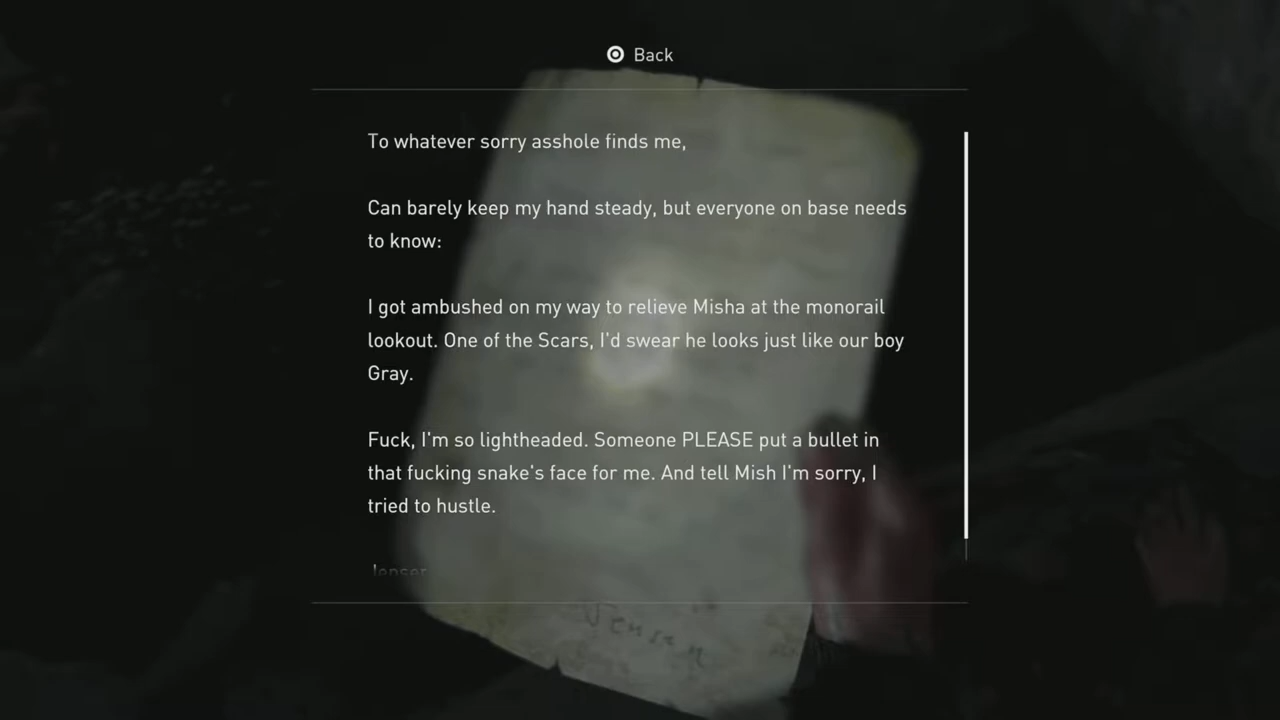 Back
To whatever sorry asshole finds me,
Can barely keep my hand steady, but everyone on base needs
to know:
I got ambushed on my way to relieve Misha at the monorail
lookout. One of the Scars, I'd swear he looks just like our boy
Gray.
Fuck, I'm so lightheaded. Someone PLEASE put a bullet in
that fucking snake's face for me. And tell Mish I'm sorry, I
tried to hustle.
Jensen